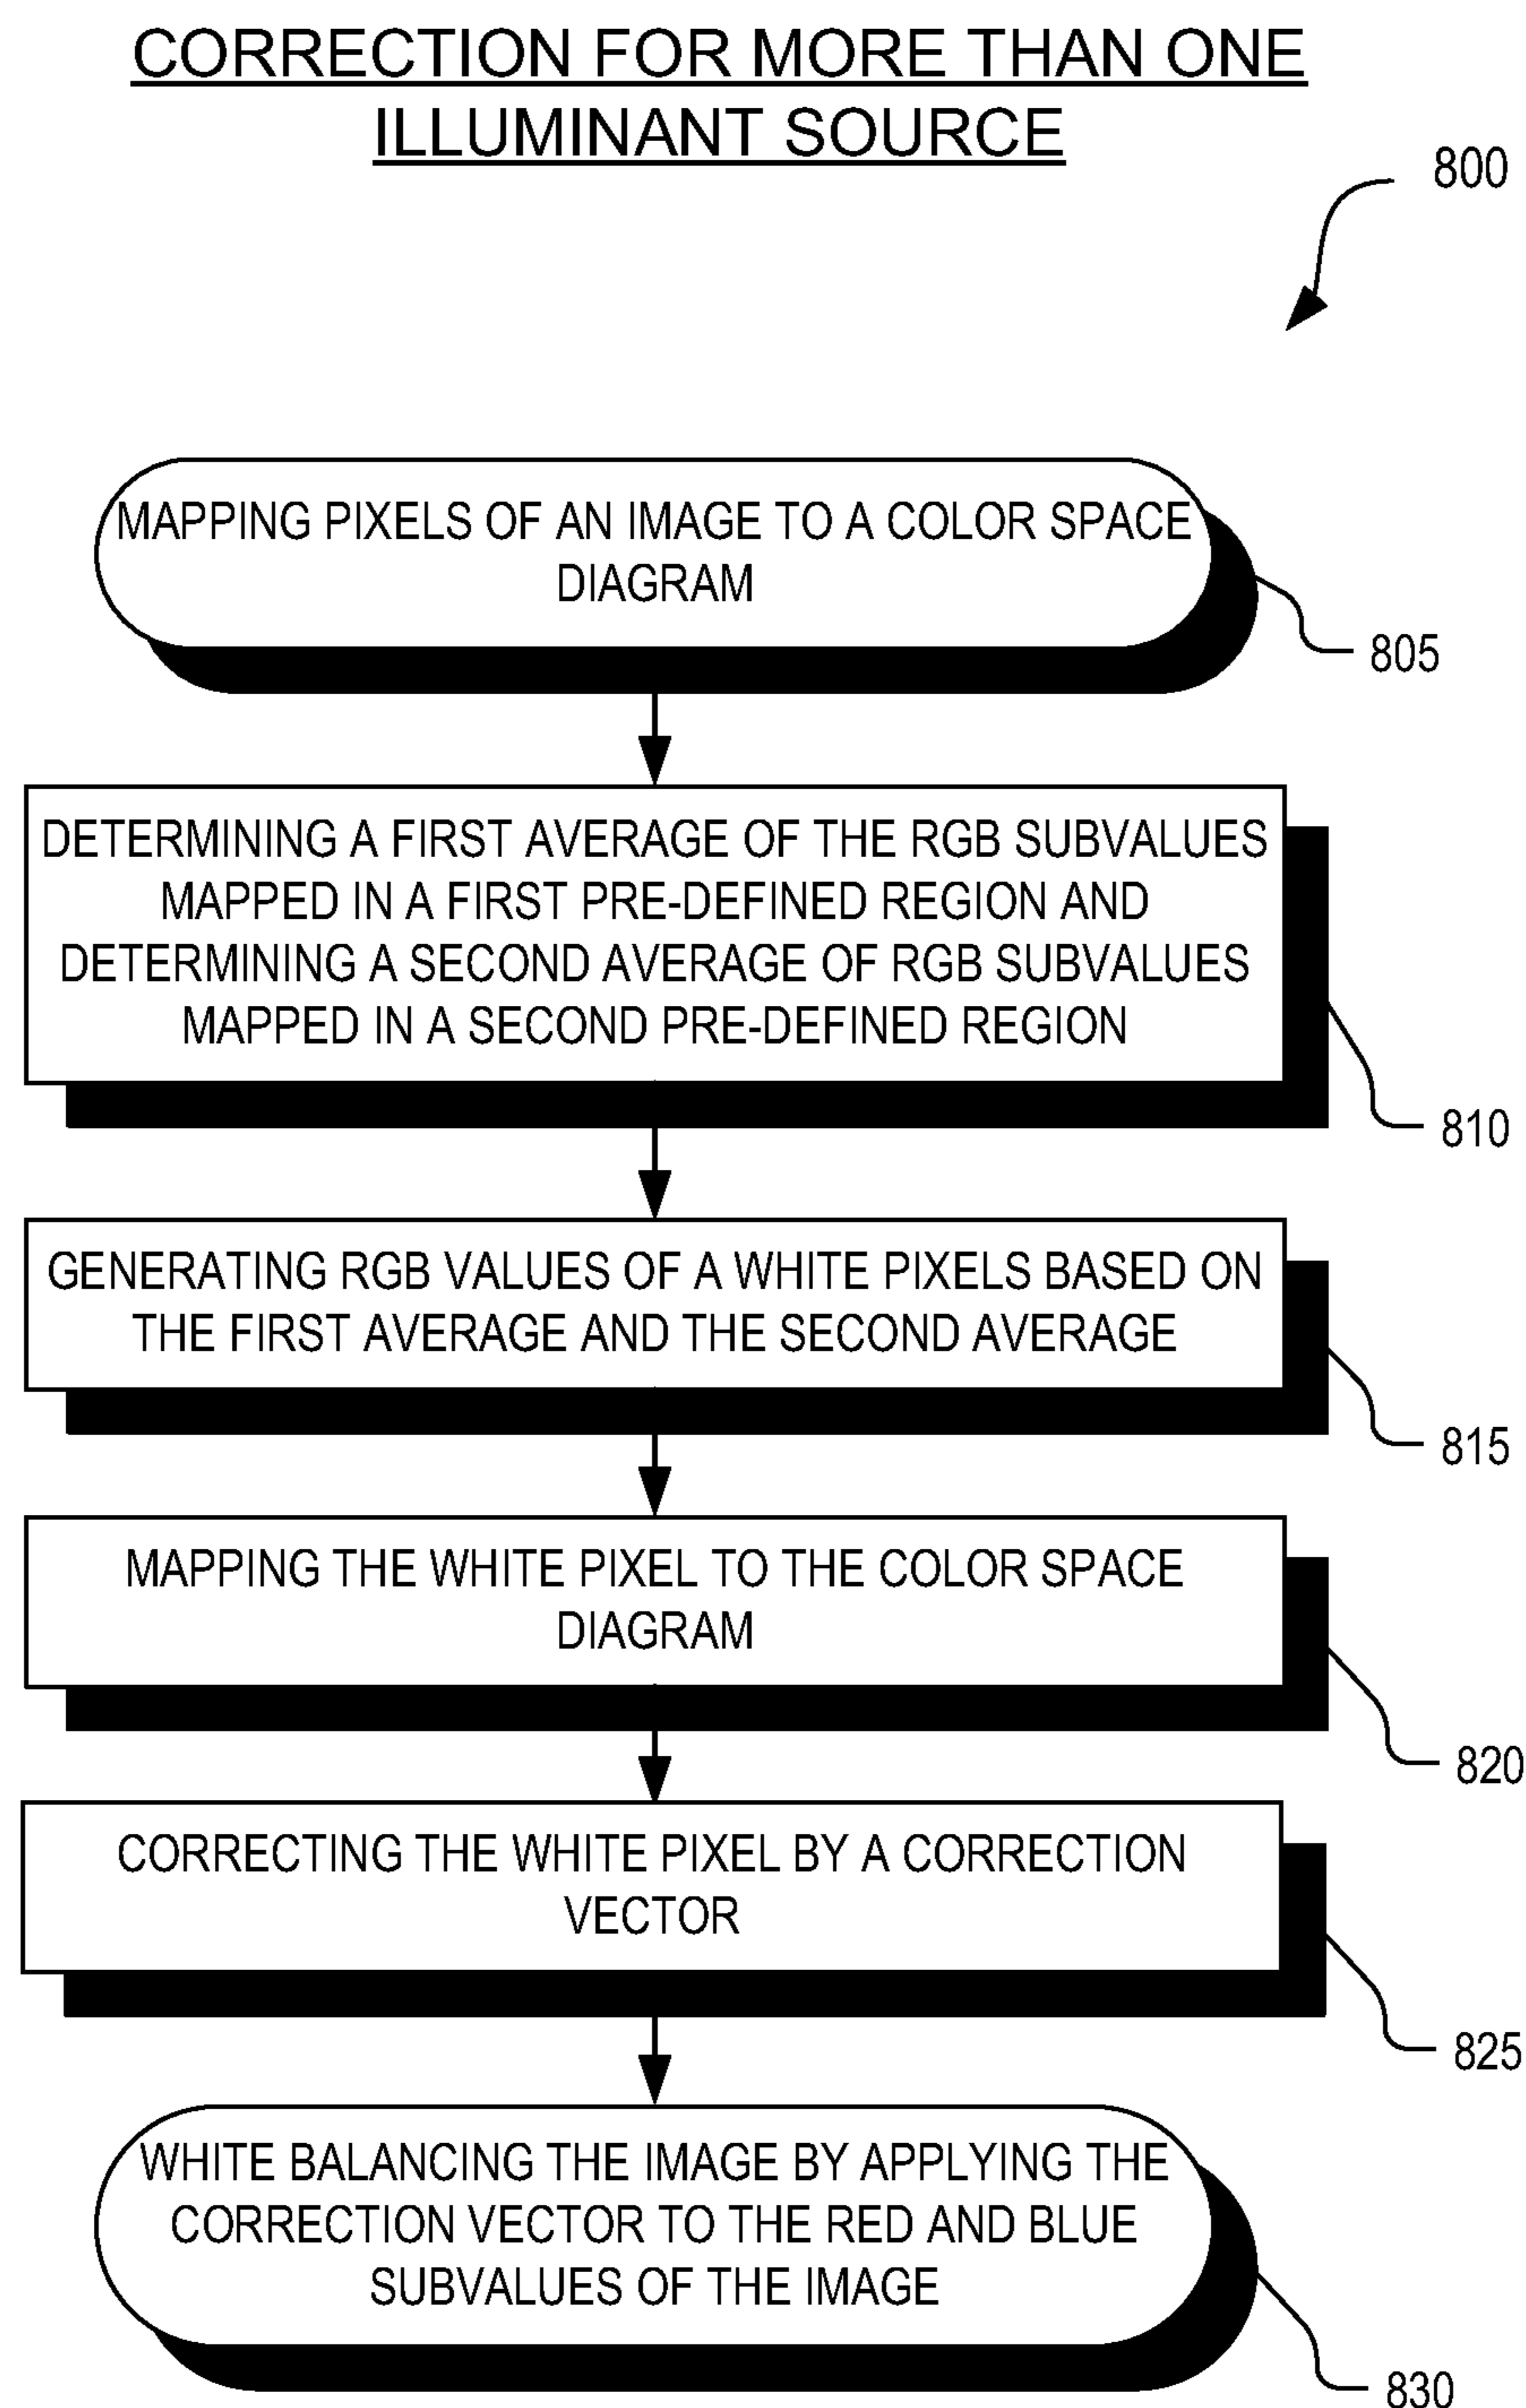 CORRECTION FOR MORE THAN ONE
ILLUMINANT SOURCE
800
MAPPING PIXELS OF AN IMAGE TO A COLOR SPACE
DIAGRAM
805
DETERMINING A FIRST AVERAGE OF THE RGB SUBVALUES
MAPPED IN A FIRST PRE-DEFINED REGION AND
DETERMINING A SECOND AVERAGE OF RGB SUBVALUES
MAPPED IN A SECOND PRE-DEFINED REGION
810
GENERATING RGB VALUES OF A WHITE PIXELS BASED ON
THE FIRST AVERAGE AND THE SECOND AVERAGE
815
MAPPING THE WHITE PIXEL TO THE COLOR SPACE
DIAGRAM
820
CORRECTING THE WHITE PIXEL BY A CORRECTION
VECTOR
825
WHITE BALANCING THE IMAGE BY APPLYING THE
CORRECTION VECTOR TO THE RED AND BLUE
SUBVALUES OF THE IMAGE
830